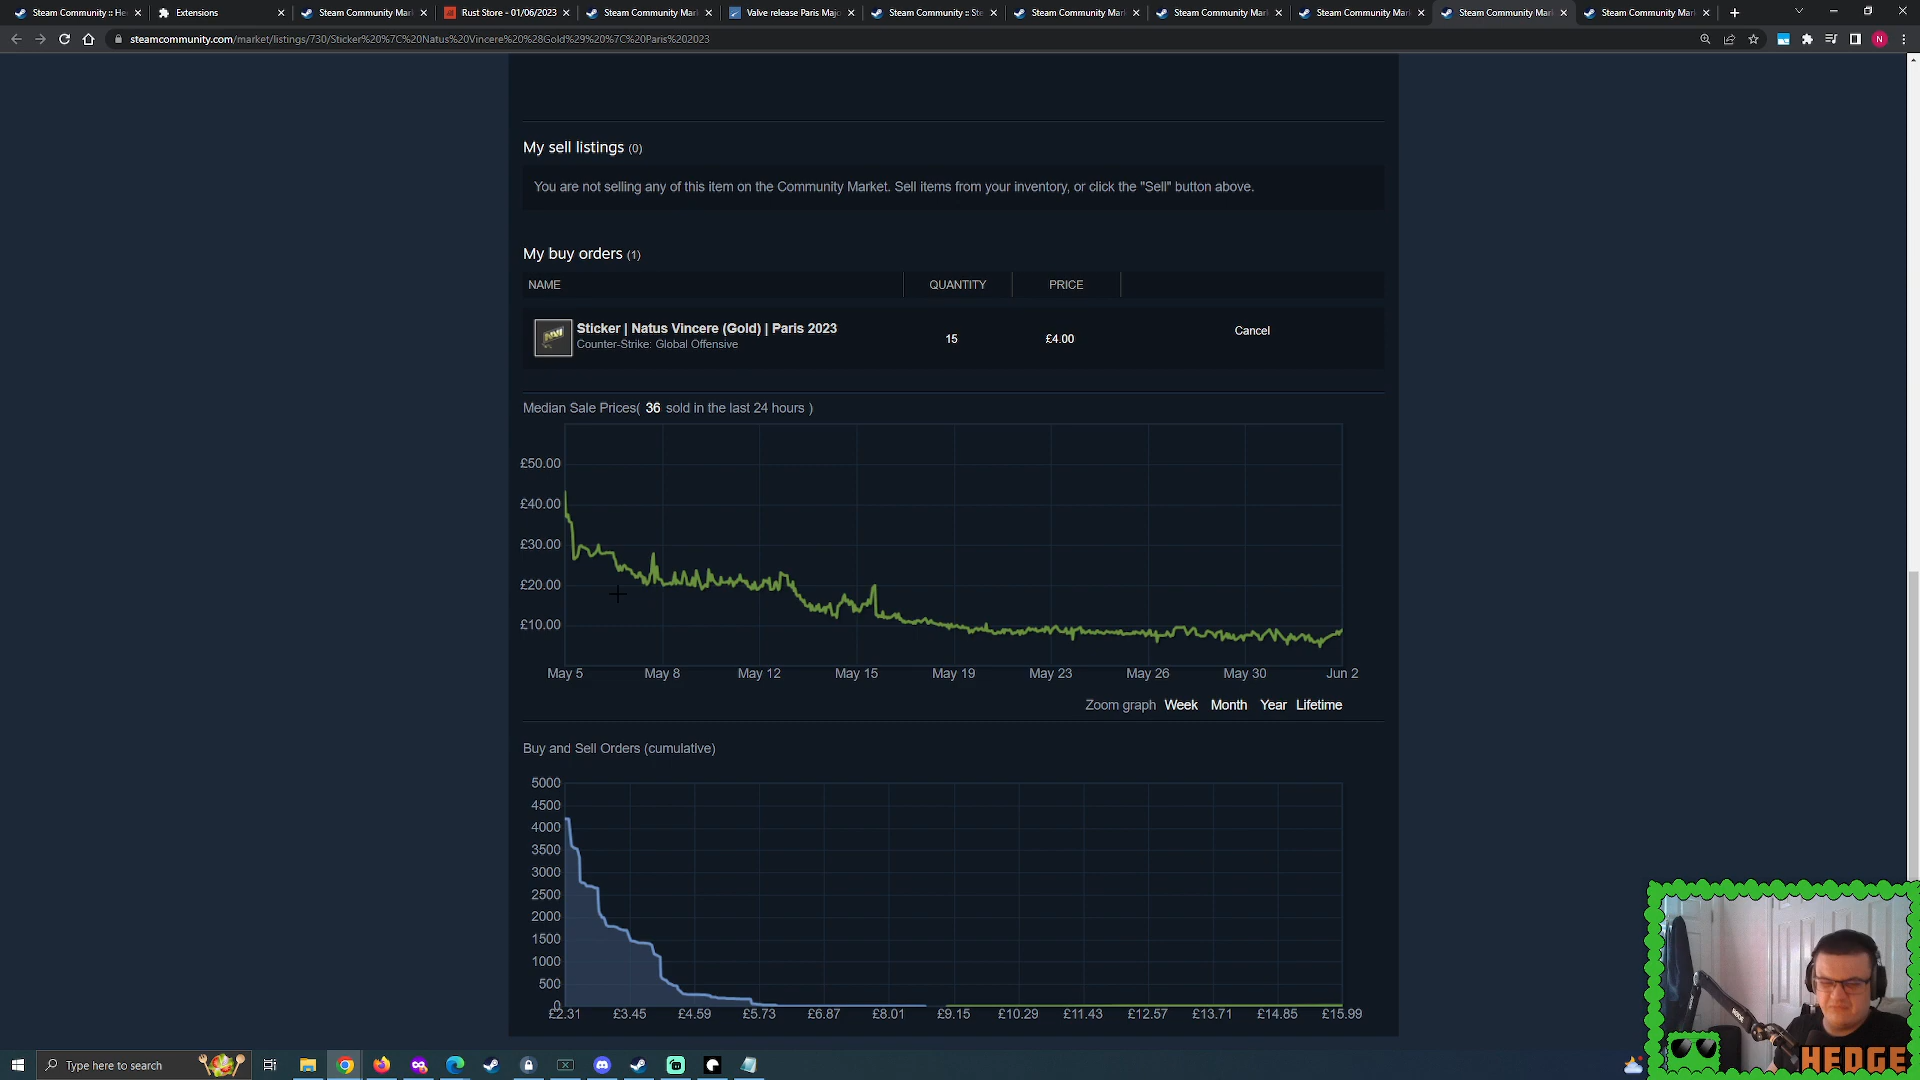 Steam Community :: He
Extensions
Steam Community Mar
Rust Store - 01/06/2023
Steam Community Mar
Valve release Paris Majo
Steam Community :: Ste
Steam Community Mar
Steam Community Mar
Steam Community Mar
Steam Community Mar
Steam Community Mar
steamcommunity.com/market/listings/730/Sticker%20%7C%20Natus%20Vincere%20%28Gold%29%20%7C%20Paris%202023
N
My sell listings (0)
You are not selling any of this item on the Community Market. Sell items from your inventory, or click the "Sell" button above.
My buy orders (1)
NAME QUANTITY PRICE
Sticker | Natus Vincere (Gold) | Paris 2023
Counter-Strike: Global Offensive
15 £4.00 Cancel
Median Sale Prices( 36 sold in the last 24 hours )
£50.00
£40.00
£30.00
£20.00
£10.00
May 5 May 8 May 12 May 15 May 19 May 23 May 26 May 30 Jun 2
Zoom graph Week Month Year Lifetime
Buy and Sell Orders (cumulative)
5000
4500
4000
3500
3000
2500
2000
1500
1000
500
0
£2.31 £3.45 £4.59 £5.73 £6.87 £8.01 £9.15 £10.29 £11.43 £12.57 £13.71 £14.85 £15.99
Type here to search
HEDGE